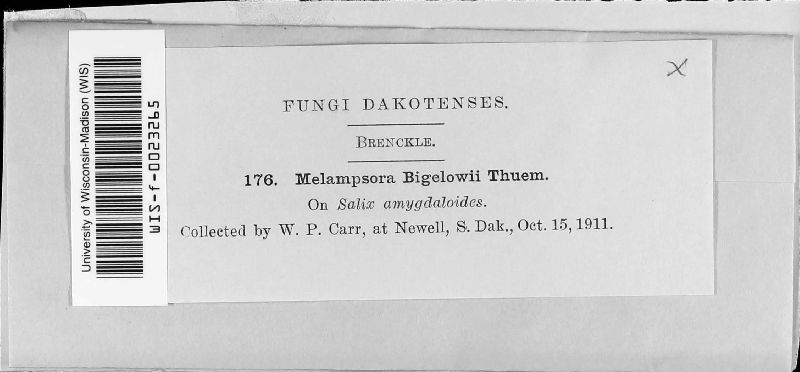 FUNGI DAKOTENSES.
BRENCKLE.
176. Melampsora Bigelowii Thuem.
On Salix amygdaloides.
Collected by W. P. Carr, at Newell, S. Dak., Oct. 15, 1911.
X
University of Wisconsin-Madison (WIS)
WIS-f-0023265